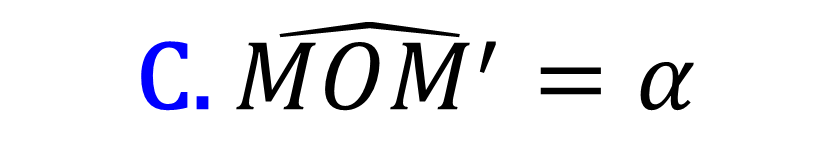 C. $\widehat{MOM'} = \alpha$